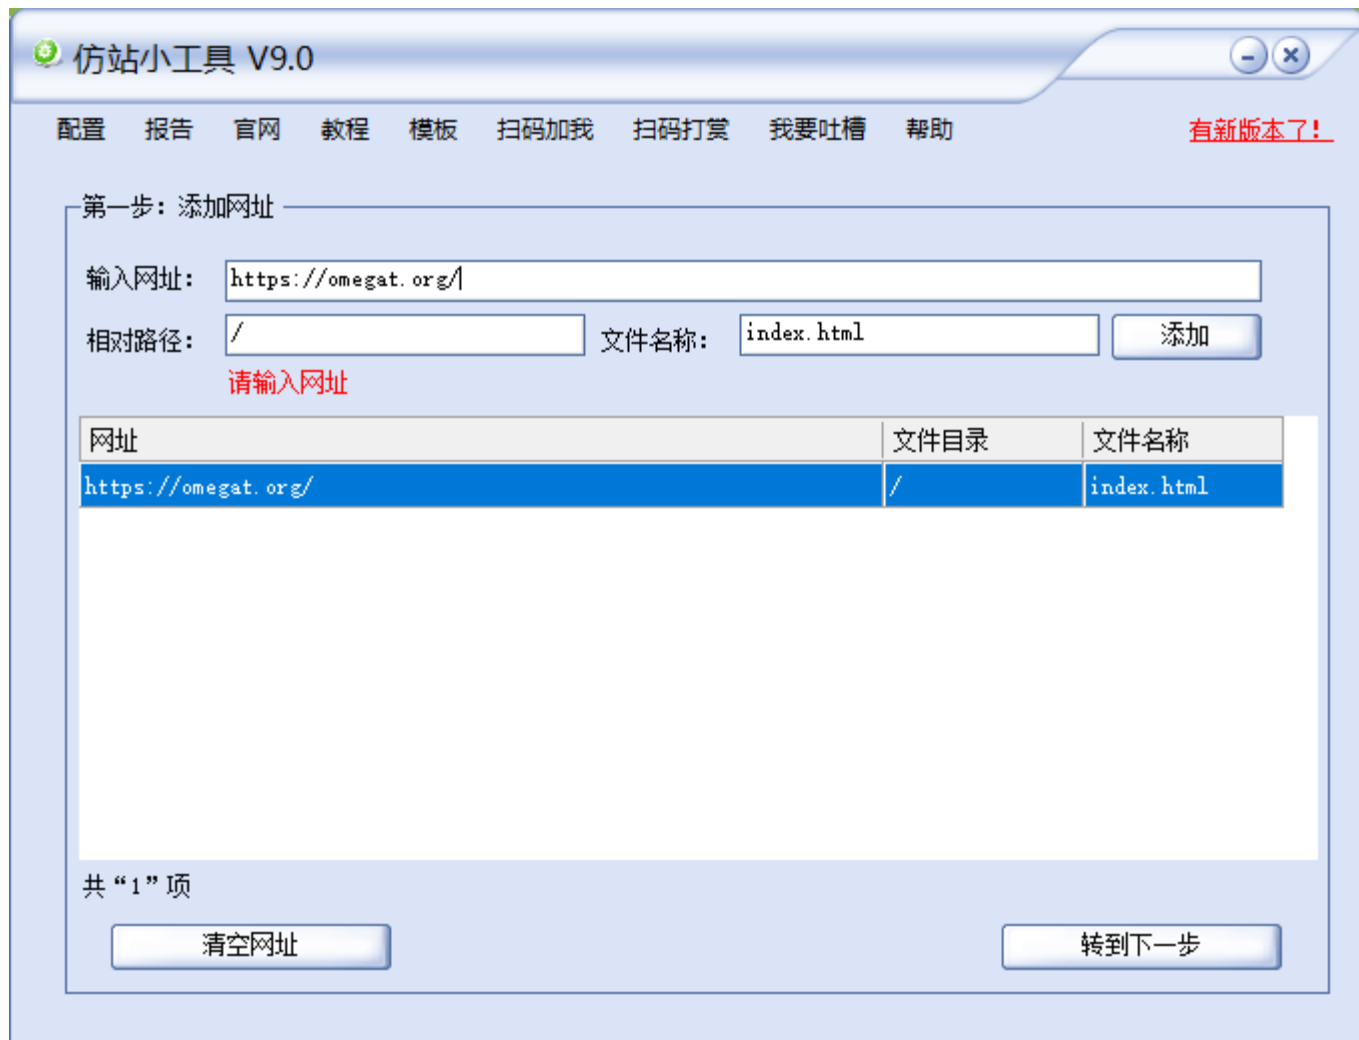 仿站小工具 V9.0
配置 报告 官网 教程 模板 扫码加我 扫码打赏 我要吐槽 帮助 有新版本了!
第一步：添加网址
输入网址： https://omegat.org/
相对路径： / 文件名称： index.html 添加
请输入网址
网址 文件目录 文件名称
https://omegat.org/ / index.html
共“1”项
清空网址 转到下一步